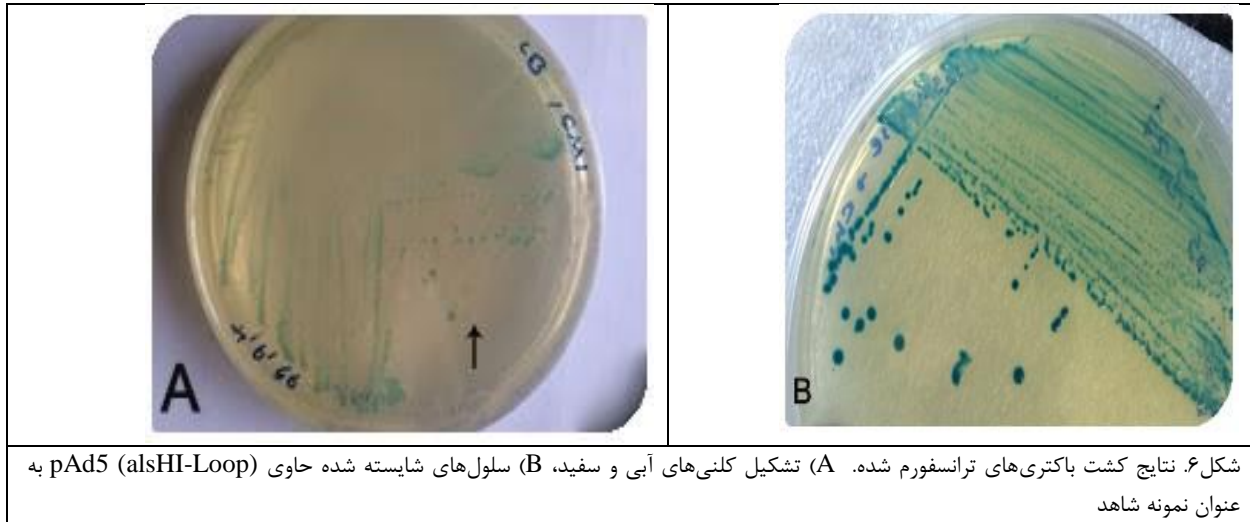 A
B
شکل۶. نتایج کشت باکتری‌های ترانسفورم شده. A) تشکیل کلنی‌های آبی و سفید، B) سلول‌های شایسته شده حاوی pAd5 (alsHI-Loop) به
عنوان نمونه شاهد